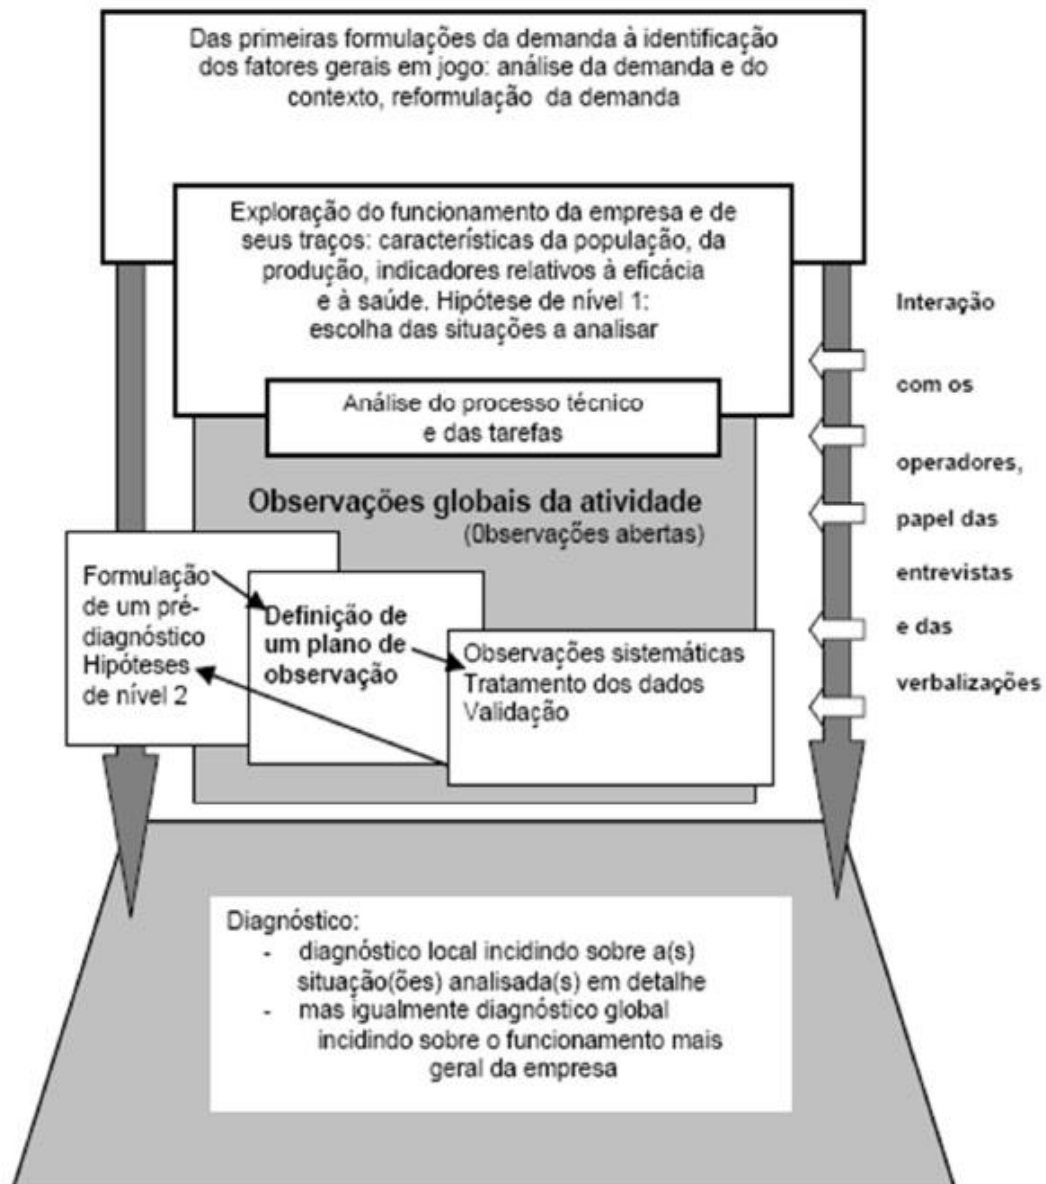 Das primeiras formulações da demanda à identificação
dos fatores gerais em jogo: análise da demanda e do
contexto, reformulação da demanda
Exploração do funcionamento da empresa e de
seus traços: características da população, da
produção, indicadores relativos à eficácia
e à saúde. Hipótese de nível 1:
escolha das situações a analisar
Análise do processo técnico
e das tarefas
Observações globais da atividade
(0bservações abertas)
Formulação
de um pré-
diagnóstico
Hipóteses
de nível 2
Definição de
um plano de
observação
Observações sistemáticas
Tratamento dos dados
Validação
Interação
com os
operadores,
papel das
entrevistas
e das
verbalizações
Diagnóstico:
- diagnóstico local incidindo sobre a(s)
situação(ões) analisada(s) em detalhe
- mas igualmente diagnóstico global
incidindo sobre o funcionamento mais
geral da empresa